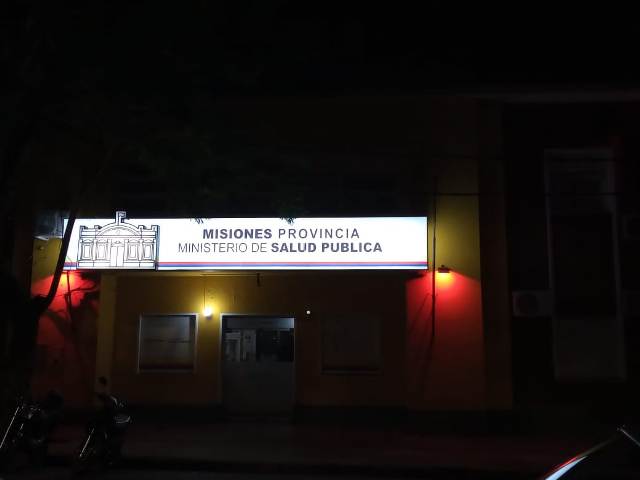 MISIONES PROVINCIA
MINISTERIO DE SALUD PUBLICA